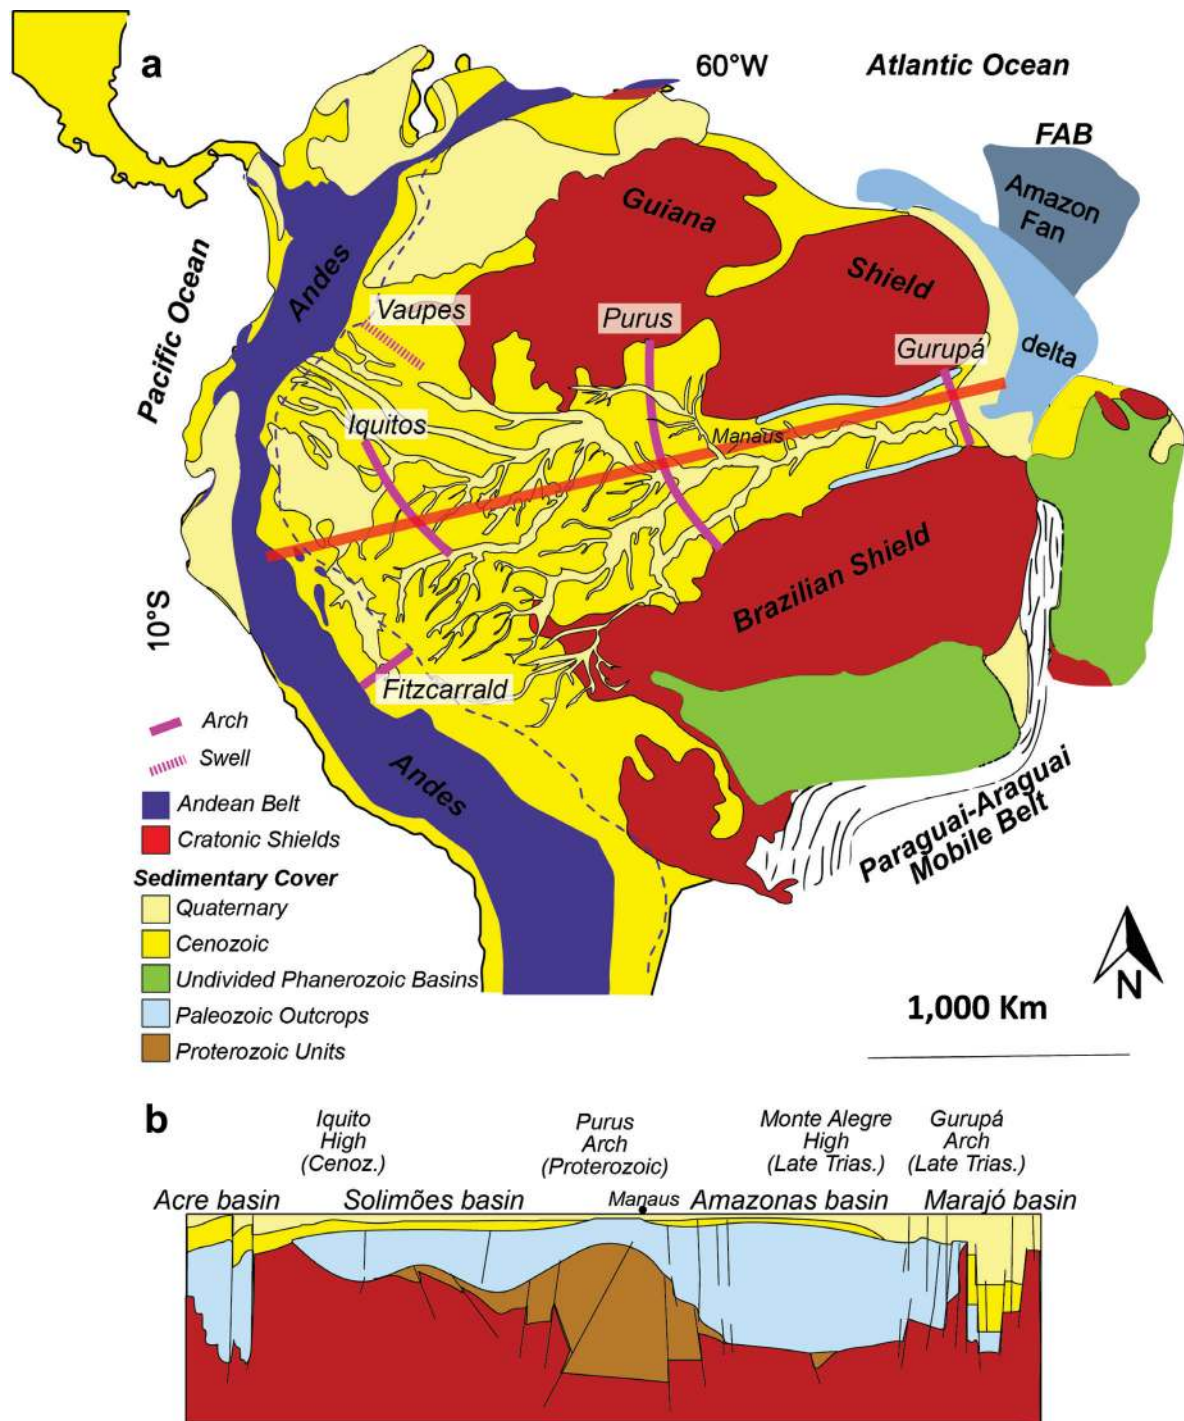 a
60°W
Atlantic Ocean
FAB
Amazon
Fan
Guiana
Shield
Andes
Pacific Ocean
Vaupes
Purus
Gurupá
delta
Iquitos
Manaus
Brazilian Shield
10°S
Fitzcarrald
Andes
Paraguai-Araguai
Mobile Belt
Arch
Swell
Andean Belt
Cratonic Shields
Sedimentary Cover
Quaternary
Cenozoic
Undivided Phanerozoic Basins
Paleozoic Outcrops
Proterozoic Units
N
1,000 Km
b
Iquito
High
(Cenoz.)
Purus
Arch
(Proterozoic)
Monte Alegre
High
(Late Trias.)
Gurupá
Arch
(Late Trias.)
Acre basin
Solimões basin
Manaus
Amazonas basin
Marajó basin